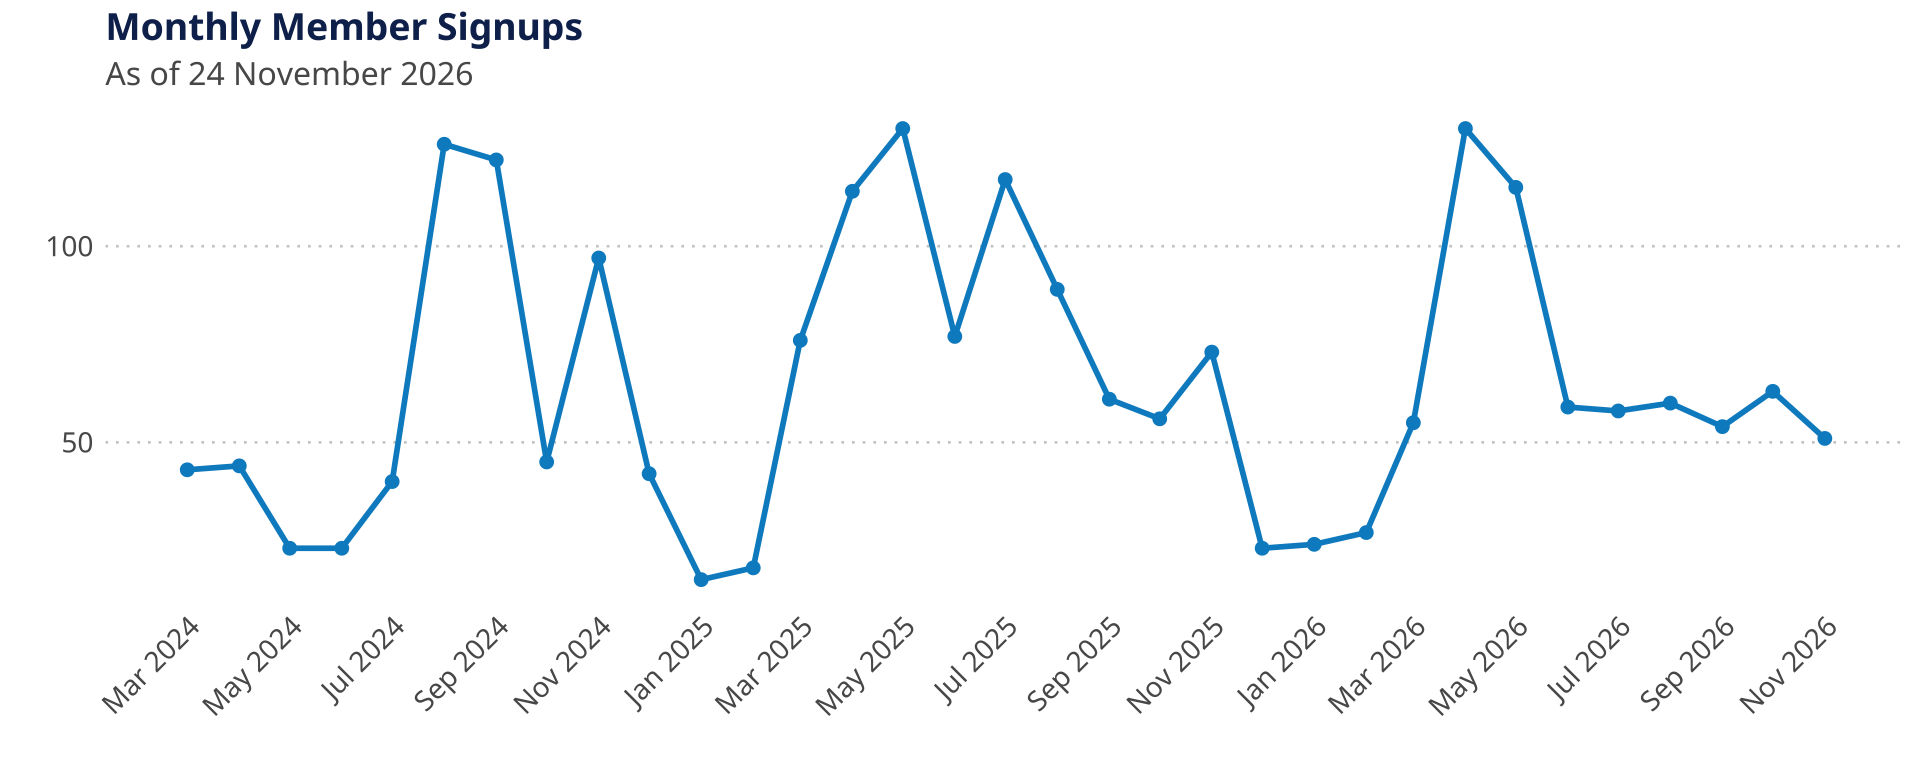 Monthly Member Signups
As of 24 November 2026
100
50
Mar 2024
May 2024
Jul 2024
Sep 2024
Nov 2024
Jan 2025
Mar 2025
May 2025
Jul 2025
Sep 2025
Nov 2025
Jan 2026
Mar 2026
May 2026
Jul 2026
Sep 2026
Nov 2026